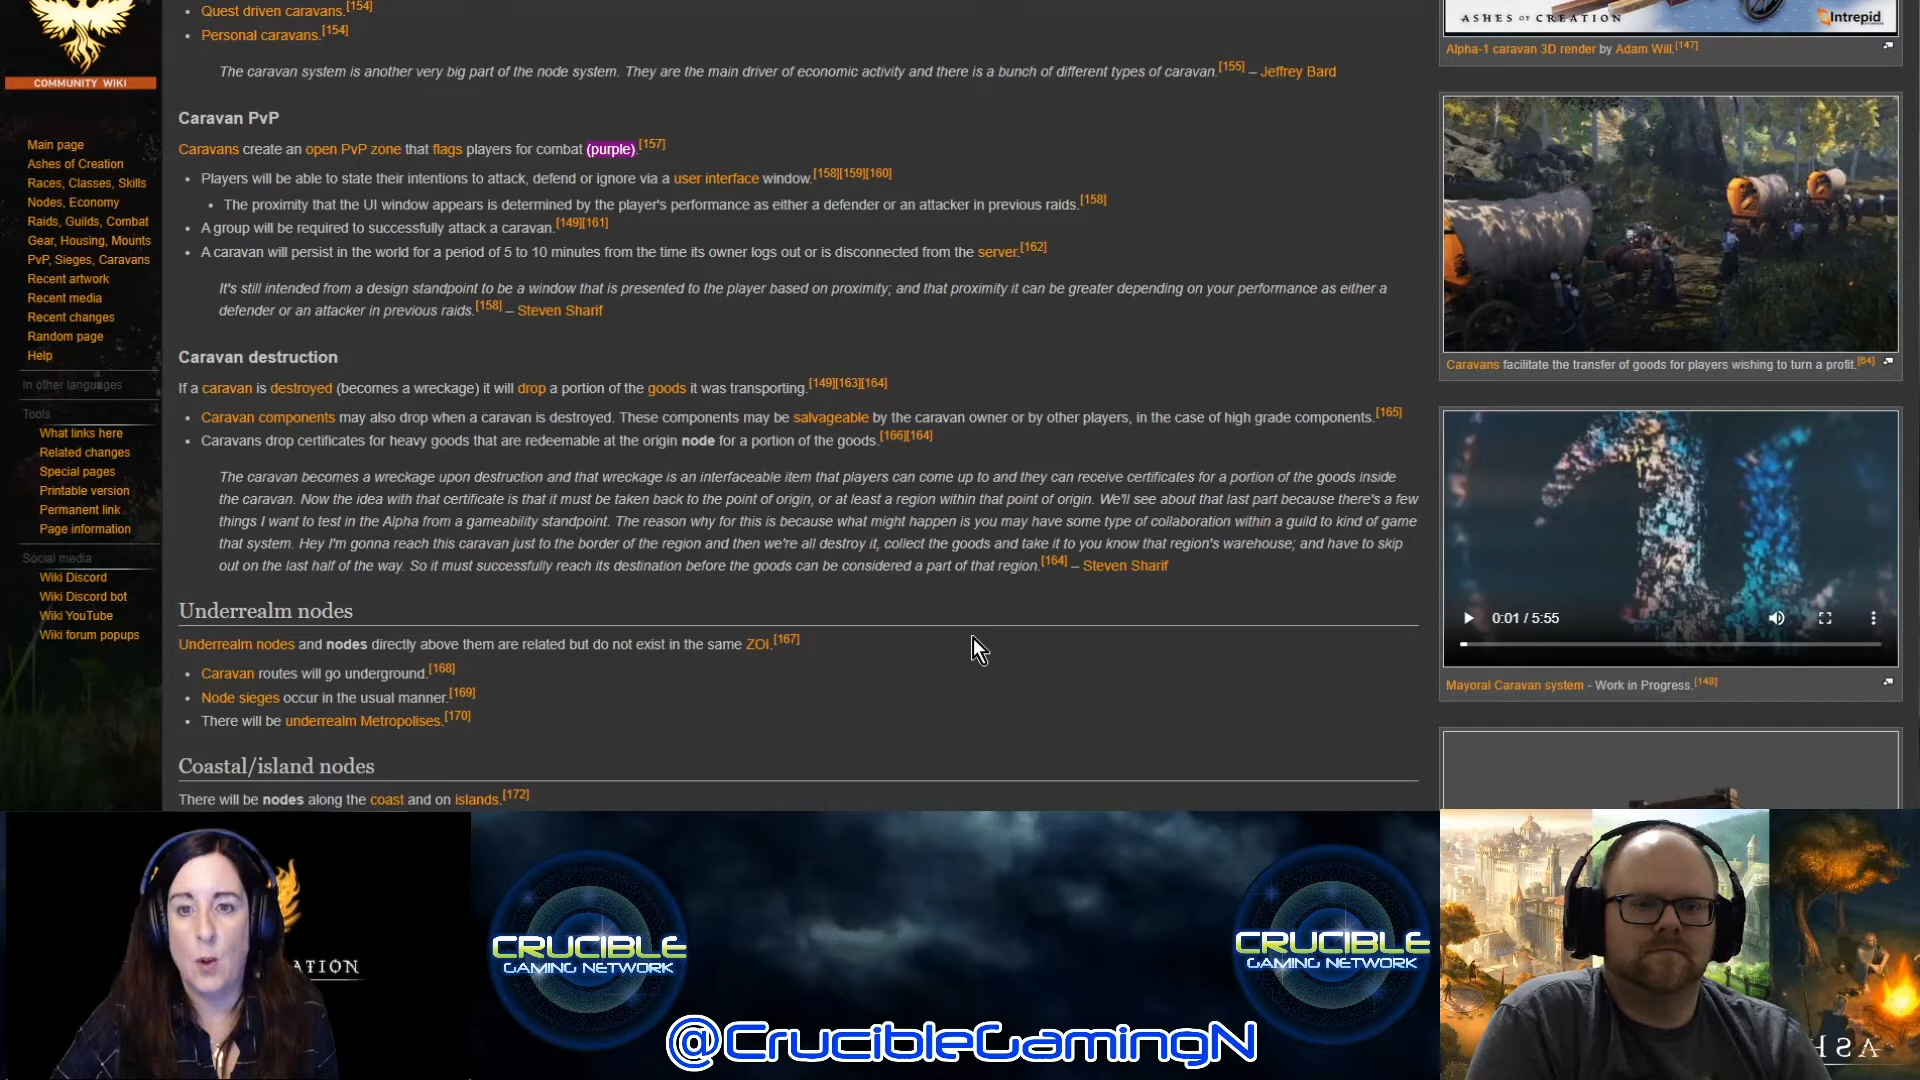 Quest driven caravans.[154]
Personal caravans.[154]
The caravan system is another very big part of the node system. They are the main driver of economic activity and there is a bunch of different types of caravan.[155] – Jeffrey Bard
Caravan PvP
Caravans create an open PvP zone that flags players for combat (purple).[157]
Players will be able to state their intentions to attack, defend or ignore via a user interface window.[158][159][160]
The proximity that the UI window appears is determined by the player's performance as either a defender or an attacker in previous raids.[158]
A group will be required to successfully attack a caravan.[149][161]
A caravan will persist in the world for a period of 5 to 10 minutes from the time its owner logs out or is disconnected from the server.[162]
It's still intended from a design standpoint to be a window that is presented to the player based on proximity; and that proximity it can be greater depending on your performance as either a
defender or an attacker in previous raids.[158] – Steven Sharif
Caravan destruction
If a caravan is destroyed (becomes a wreckage) it will drop a portion of the goods it was transporting.[149][163][164]
Caravan components may also drop when a caravan is destroyed. These components may be salvageable by the caravan owner or by other players, in the case of high grade components.[165]
Caravans drop certificates for heavy goods that are redeemable at the origin node for a portion of the goods.[166][164]
The caravan becomes a wreckage upon destruction and that wreckage is an interfaceable item that players can come up to and they can receive certificates for a portion of the goods inside
the caravan. Now the idea with that certificate is that it must be taken back to the point of origin, or at least a region within that point of origin. We'll see about that last part because there's a few
things I want to test in the Alpha from a gameability standpoint. The reason why for this is because what might happen is you may have some type of collaboration within a guild to kind of game
that system. Hey I'm gonna reach this caravan just to the border of the region and then we're all destroy it, collect the goods and take it to you know that region's warehouse; and have to skip
out on the last half of the way. So it must successfully reach its destination before the goods can be considered a part of that region.[164] – Steven Sharif
Underrealm nodes
Underrealm nodes and nodes directly above them are related but do not exist in the same ZOI.[167]
Caravan routes will go underground.[168]
Node sieges occur in the usual manner.[169]
There will be underrealm Metropolises.[170]
Coastal/island nodes
There will be nodes along the coast and on islands.[172]
COMMUNITY WIKI
Main page
Ashes of Creation
Races, Classes, Skills
Nodes, Economy
Raids, Guilds, Combat
Gear, Housing, Mounts
PvP, Sieges, Caravans
Recent artwork
Recent media
Recent changes
Random page
Help
In other languages
Tools
What links here
Related changes
Special pages
Printable version
Permanent link
Page information
Social media
Wiki Discord
Wiki Discord bot
Wiki YouTube
Wiki forum popups
ASHES OF CREATION
Intrepid
Alpha-1 caravan 3D render by Adam Will.[147]
Caravans facilitate the transfer of goods for players wishing to turn a profit.[64]
0:01 / 5:55
Mayoral Caravan system - Work in Progress.[148]
ATION
CRUCIBLE
GAMING NETWORK
CRUCIBLE
GAMING NETWORK
@CrucibleGamingN